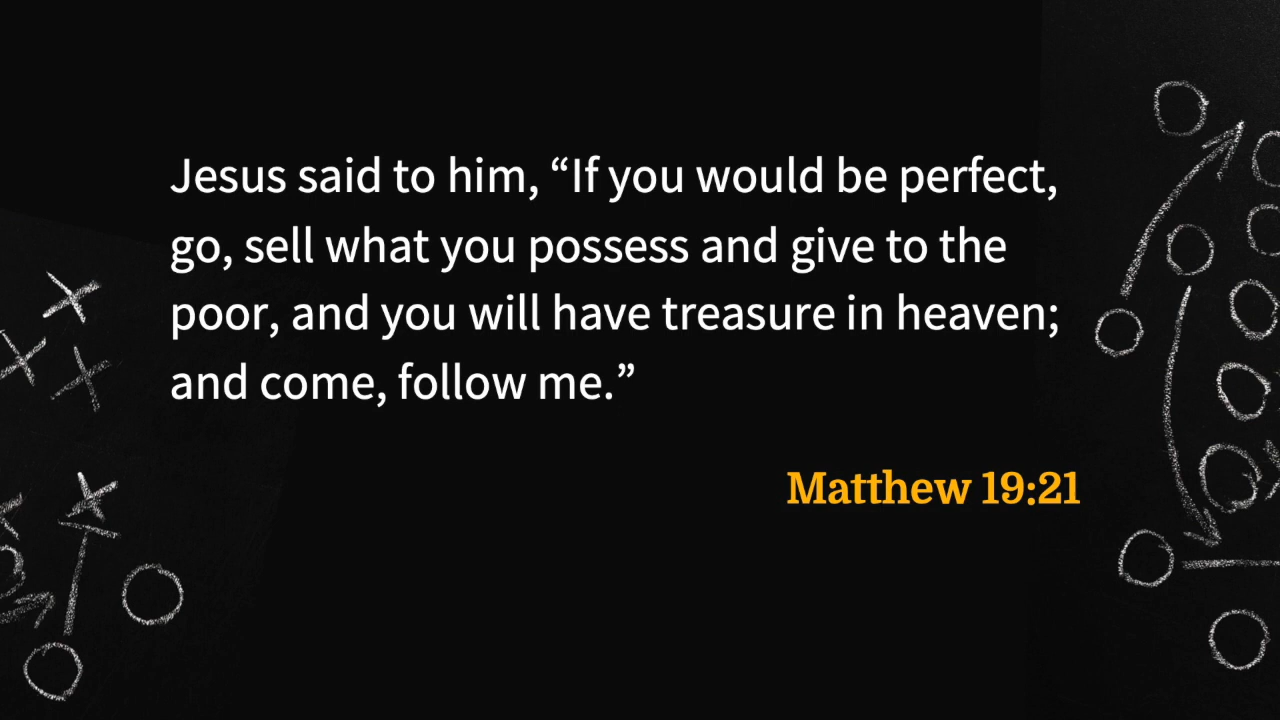 Jesus said to him, “If you would be perfect,
go, sell what you possess and give to the
poor, and you will have treasure in heaven;
and come, follow me.”
Matthew 19:21